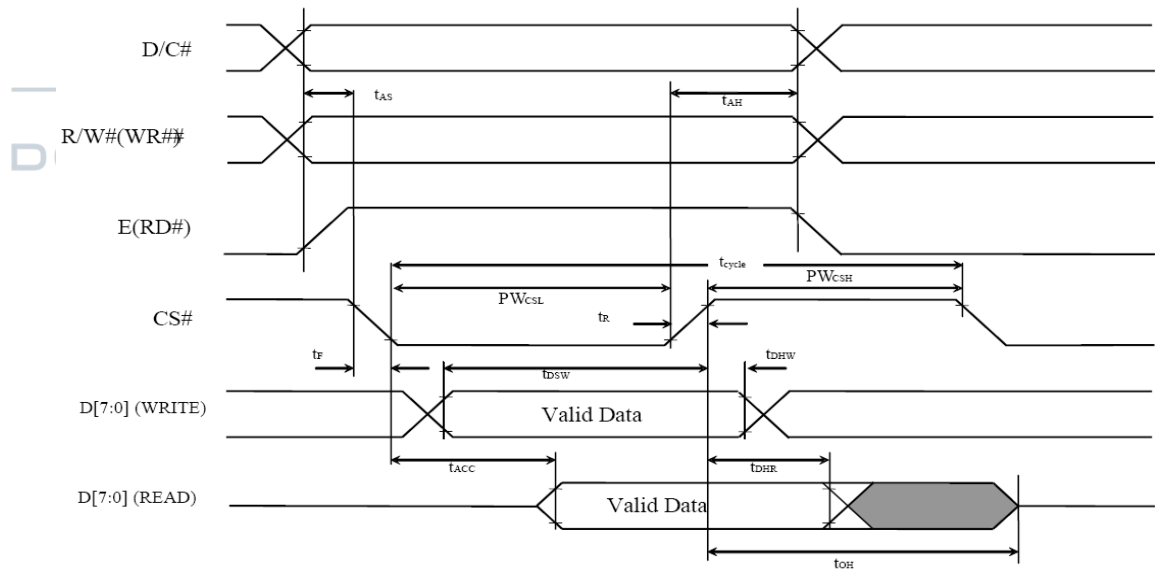 D/C#
tAS
tAH
R/W#(WR##)
E(RD#)
tcycle
PWCSL
PWCSH
CS#
tR
tF
tDSW
tDHW
D[7:0] (WRITE)
Valid Data
tACC
tDHR
D[7:0] (READ)
Valid Data
tOH